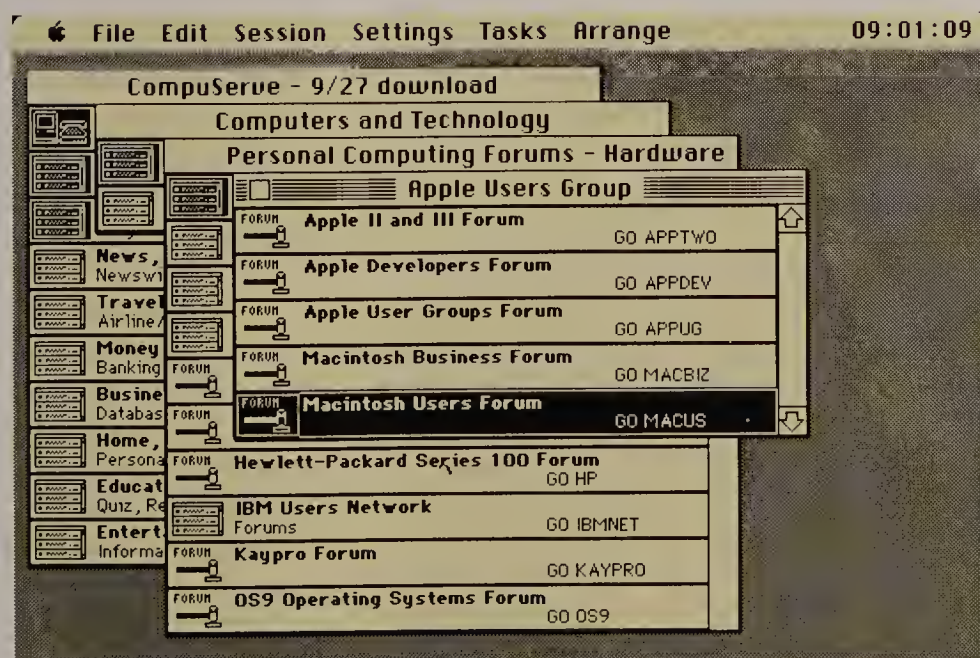 File Edit Session Settings Tasks Arrange 09:01:09
CompuServe - 9/27 download
Computers and Technology
Personal Computing Forums - Hardware
Apple Users Group
FORUM Apple II and III Forum
GO APPTWO
FORUM Apple Developers Forum
GO APPDEV
FORUM Apple User Groups Forum
GO APPUG
FORUM Macintosh Business Forum
GO MACBIZ
FORUM Macintosh Users Forum
GO MACUS
News,
Newswi
Travel
Airline/
Money
Banking
Busine
Databas
Home,
Persona
Educat
Quiz, Re
Entert
Informa
FORUM
FORUM
FORUM Hewlett-Packard Series 100 Forum
GO HP
IBM Users Network
Forums GO IBMNET
FORUM Kaypro Forum
GO KAYPRO
FORUM OS9 Operating Systems Forum
GO OS9